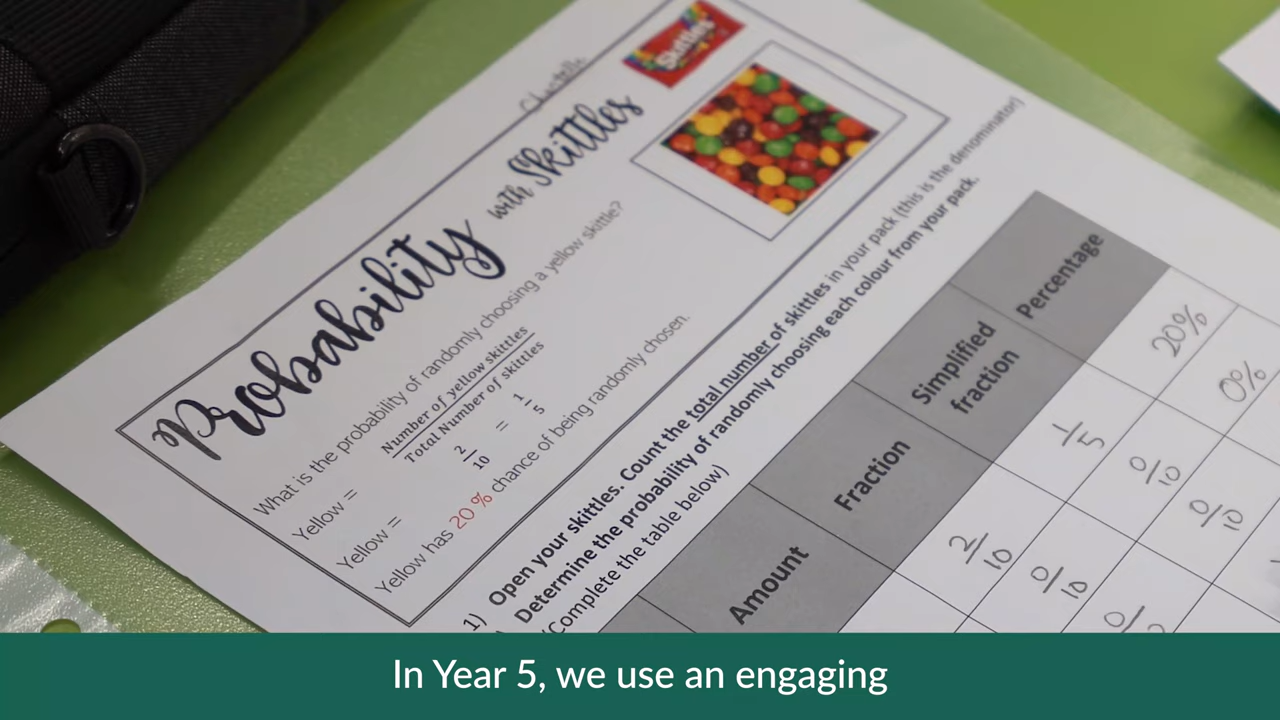 Skittles
Probability with Skittles
What is the probability of randomly choosing a yellow skittle?
Yellow = Number of yellow skittles / Total Number of skittles
Yellow = 2/10 = 1/5
Yellow has 20% chance of being randomly chosen.
1) Open your skittles. Count the total number of skittles in your pack (this is the denominator)
Determine the probability of randomly choosing each colour from your pack.
(Complete the table below)
Amount Fraction Simplified fraction Percentage
2/10 1/5 20%
0/10 0/10 0%
0/10
In Year 5, we use an engaging